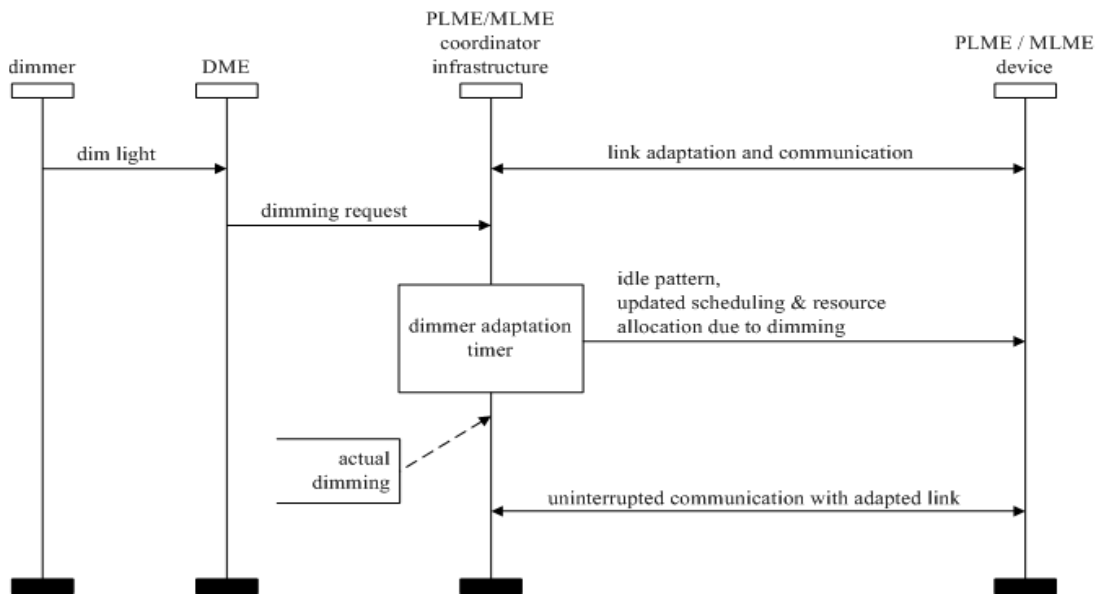 dimmer
DME
PLME/MLME
coordinator
infrastructure
PLME / MLME
device
dim light
link adaptation and communication
dimming request
idle pattern,
updated scheduling & resource
allocation due to dimming
dimmer adaptation
timer
actual
dimming
uninterrupted communication with adapted link